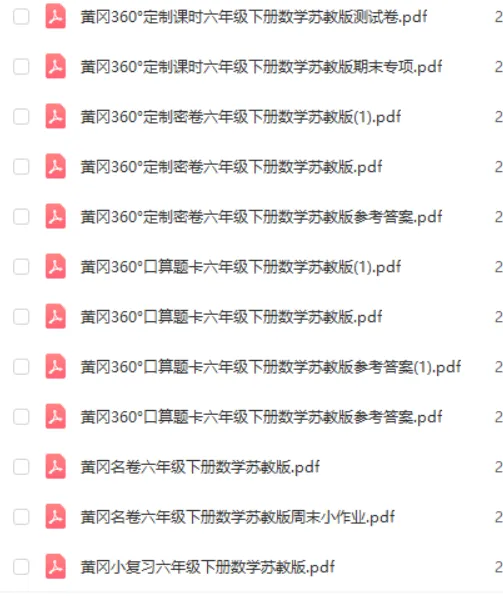 黄冈360°定制课时六年级下册数学苏教版测试卷.pdf 2
黄冈360°定制课时六年级下册数学苏教版期末专项.pdf 2
黄冈360°定制密卷六年级下册数学苏教版(1).pdf 2
黄冈360°定制密卷六年级下册数学苏教版.pdf 2
黄冈360°定制密卷六年级下册数学苏教版参考答案.pdf 2
黄冈360°口算题卡六年级下册数学苏教版(1).pdf 2
黄冈360°口算题卡六年级下册数学苏教版.pdf 2
黄冈360°口算题卡六年级下册数学苏教版参考答案(1).pdf 2
黄冈360°口算题卡六年级下册数学苏教版参考答案.pdf 2
黄冈名卷六年级下册数学苏教版.pdf 2
黄冈名卷六年级下册数学苏教版周末小作业.pdf 2
黄冈小复习六年级下册数学苏教版.pdf 2